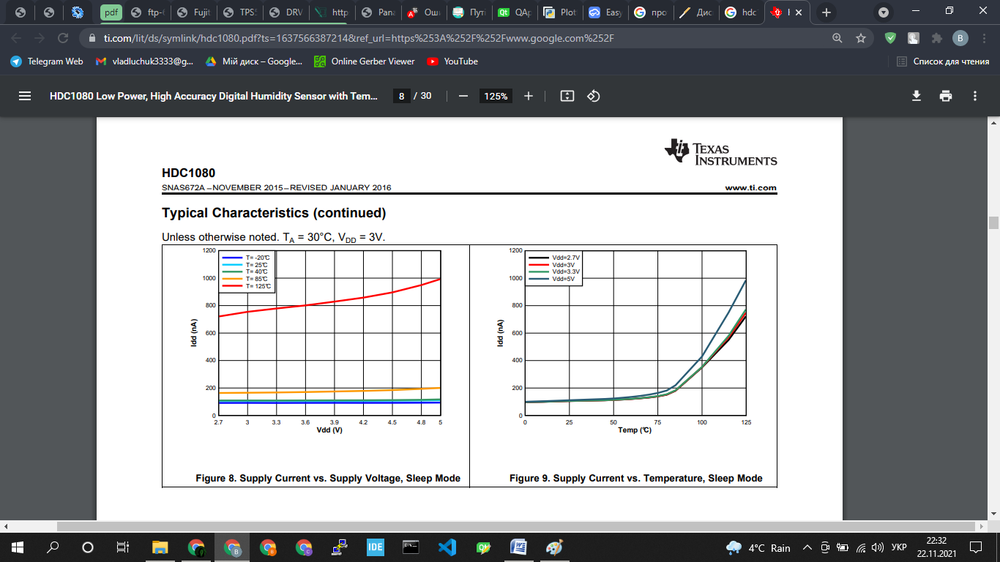 pdf
ftp-
Fujit
TPS
DRV
http
Pana
Оши
Пут
QAp
Plot
Easy
про
Дис
hdc
ti.com/lit/ds/symlink/hdc1080.pdf?ts=1637566387214&ref_url=https%253A%252F%252Fwww.google.com%252F
B
Telegram Web
vladluchuk3333@g...
Мій диск – Google...
Online Gerber Viewer
YouTube
Список для чтения
HDC1080 Low Power, High Accuracy Digital Humidity Sensor with Tem...
8 / 30
125%
TEXAS
INSTRUMENTS
HDC1080
SNAS672A – NOVEMBER 2015 – REVISED JANUARY 2016
www.ti.com
Typical Characteristics (continued)
Unless otherwise noted. TA = 30°C, VDD = 3V.
1200
1000
800
600
400
200
0
Idd (nA)
T= -20°C
T= 25°C
T= 40°C
T= 85°C
T= 125°C
2.7 3 3.3 3.6 3.9 4.2 4.5 4.8 5
Vdd (V)
Figure 8. Supply Current vs. Supply Voltage, Sleep Mode
1200
1000
800
600
400
200
0
Idd (nA)
Vdd=2.7V
Vdd=3V
Vdd=3.3V
Vdd=5V
0 25 50 75 100 125
Temp (°C)
Figure 9. Supply Current vs. Temperature, Sleep Mode
IDE
4°C Rain
УКР
22:32
22.11.2021